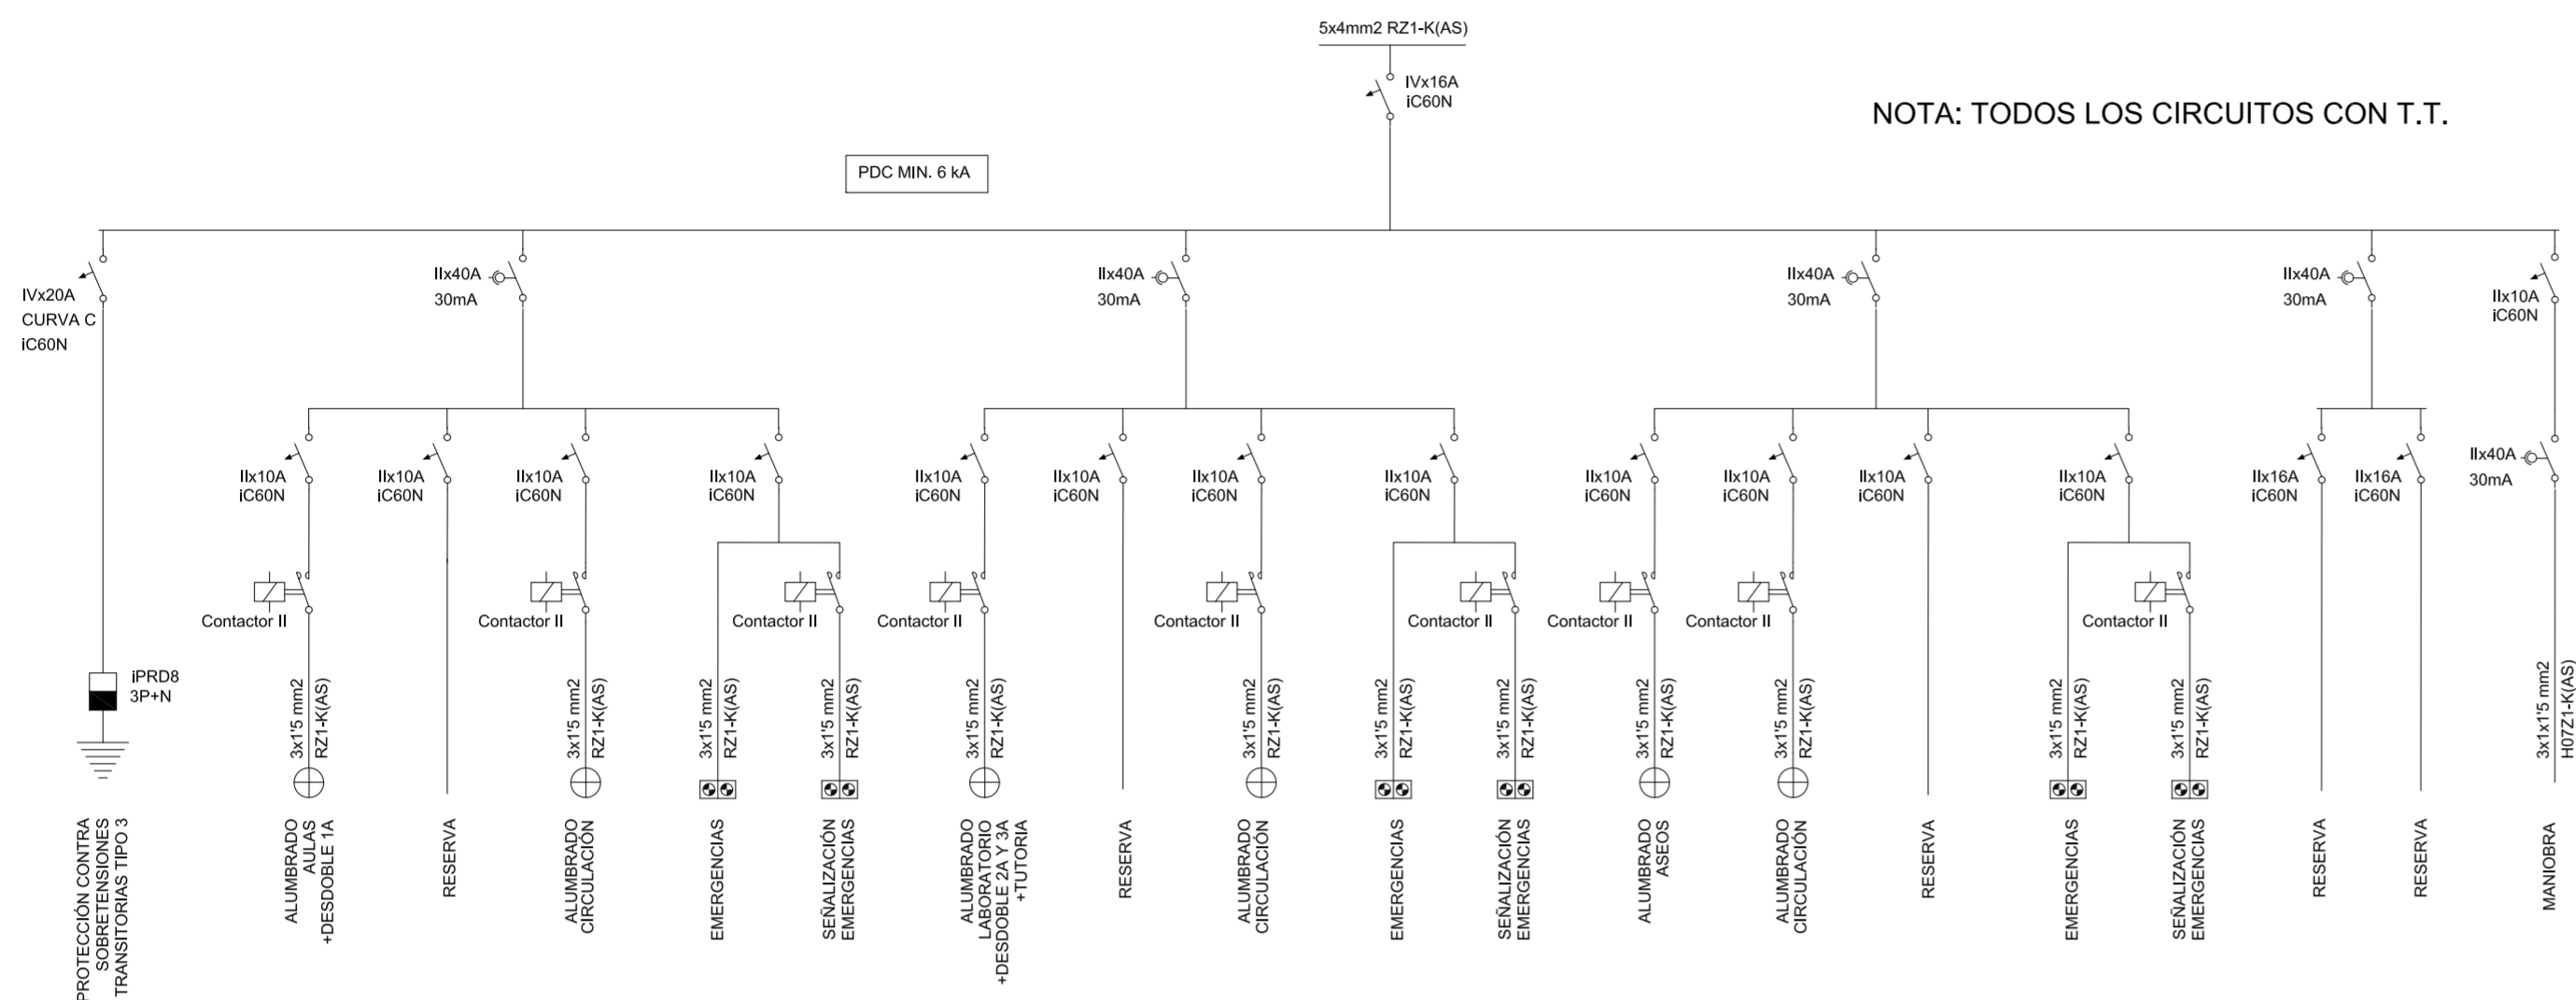 5x4mm2 RZ1-K(AS)
IVx16A
iC60N
NOTA: TODOS LOS CIRCUITOS CON T.T.
PDC MIN. 6 kA
IVx20A
CURVA C
iC60N
IIx40A
30mA
IIx40A
30mA
IIx40A
30mA
IIx40A
30mA
IIx10A
iC60N
IIx10A
iC60N
IIx10A
iC60N
IIx10A
iC60N
IIx10A
iC60N
IIx10A
iC60N
IIx10A
iC60N
IIx10A
iC60N
IIx10A
iC60N
IIx10A
iC60N
IIx10A
iC60N
IIx10A
iC60N
IIx10A
iC60N
IIx16A
iC60N
IIx16A
iC60N
IIx40A
30mA
Contactor II
Contactor II
Contactor II
Contactor II
Contactor II
Contactor II
Contactor II
Contactor II
Contactor II
iPRD8
3P+N
3x1'5 mm2
RZ1-K(AS)
3x1'5 mm2
RZ1-K(AS)
3x1'5 mm2
RZ1-K(AS)
3x1'5 mm2
RZ1-K(AS)
3x1'5 mm2
RZ1-K(AS)
3x1'5 mm2
RZ1-K(AS)
3x1'5 mm2
RZ1-K(AS)
3x1'5 mm2
RZ1-K(AS)
3x1'5 mm2
RZ1-K(AS)
3x1'5 mm2
RZ1-K(AS)
3x1'5 mm2
RZ1-K(AS)
3x1'5 mm2
RZ1-K(AS)
3x1x1'5 mm2
H07Z1-K(AS)
PROTECCIÓN CONTRA
SOBRETENSIONES
TRANSITORIAS TIPO 3
ALUMBRADO
AULAS
+DESDOBLE 1A
RESERVA
ALUMBRADO
CIRCULACIÓN
EMERGENCIAS
SEÑALIZACIÓN
EMERGENCIAS
ALUMBRADO
LABORATORIO
+DESDOBLE 2A Y 3A
+TUTORIA
RESERVA
ALUMBRADO
CIRCULACIÓN
EMERGENCIAS
SEÑALIZACIÓN
EMERGENCIAS
ALUMBRADO
ASEOS
ALUMBRADO
CIRCULACIÓN
RESERVA
EMERGENCIAS
SEÑALIZACIÓN
EMERGENCIAS
RESERVA
RESERVA
MANIOBRA